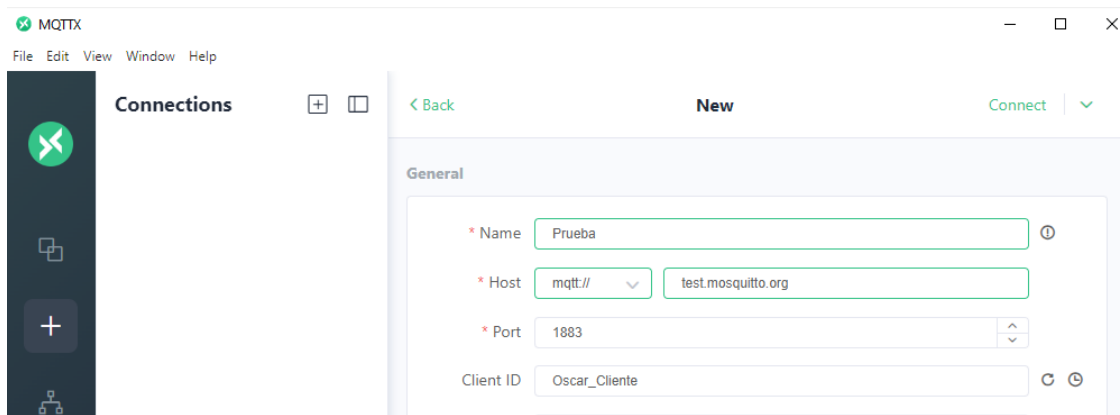 MQTTX
File Edit View Window Help
Connections
Back New Connect
General
* Name Prueba
* Host mqtt:// test.mosquitto.org
* Port 1883
Client ID Oscar_Cliente